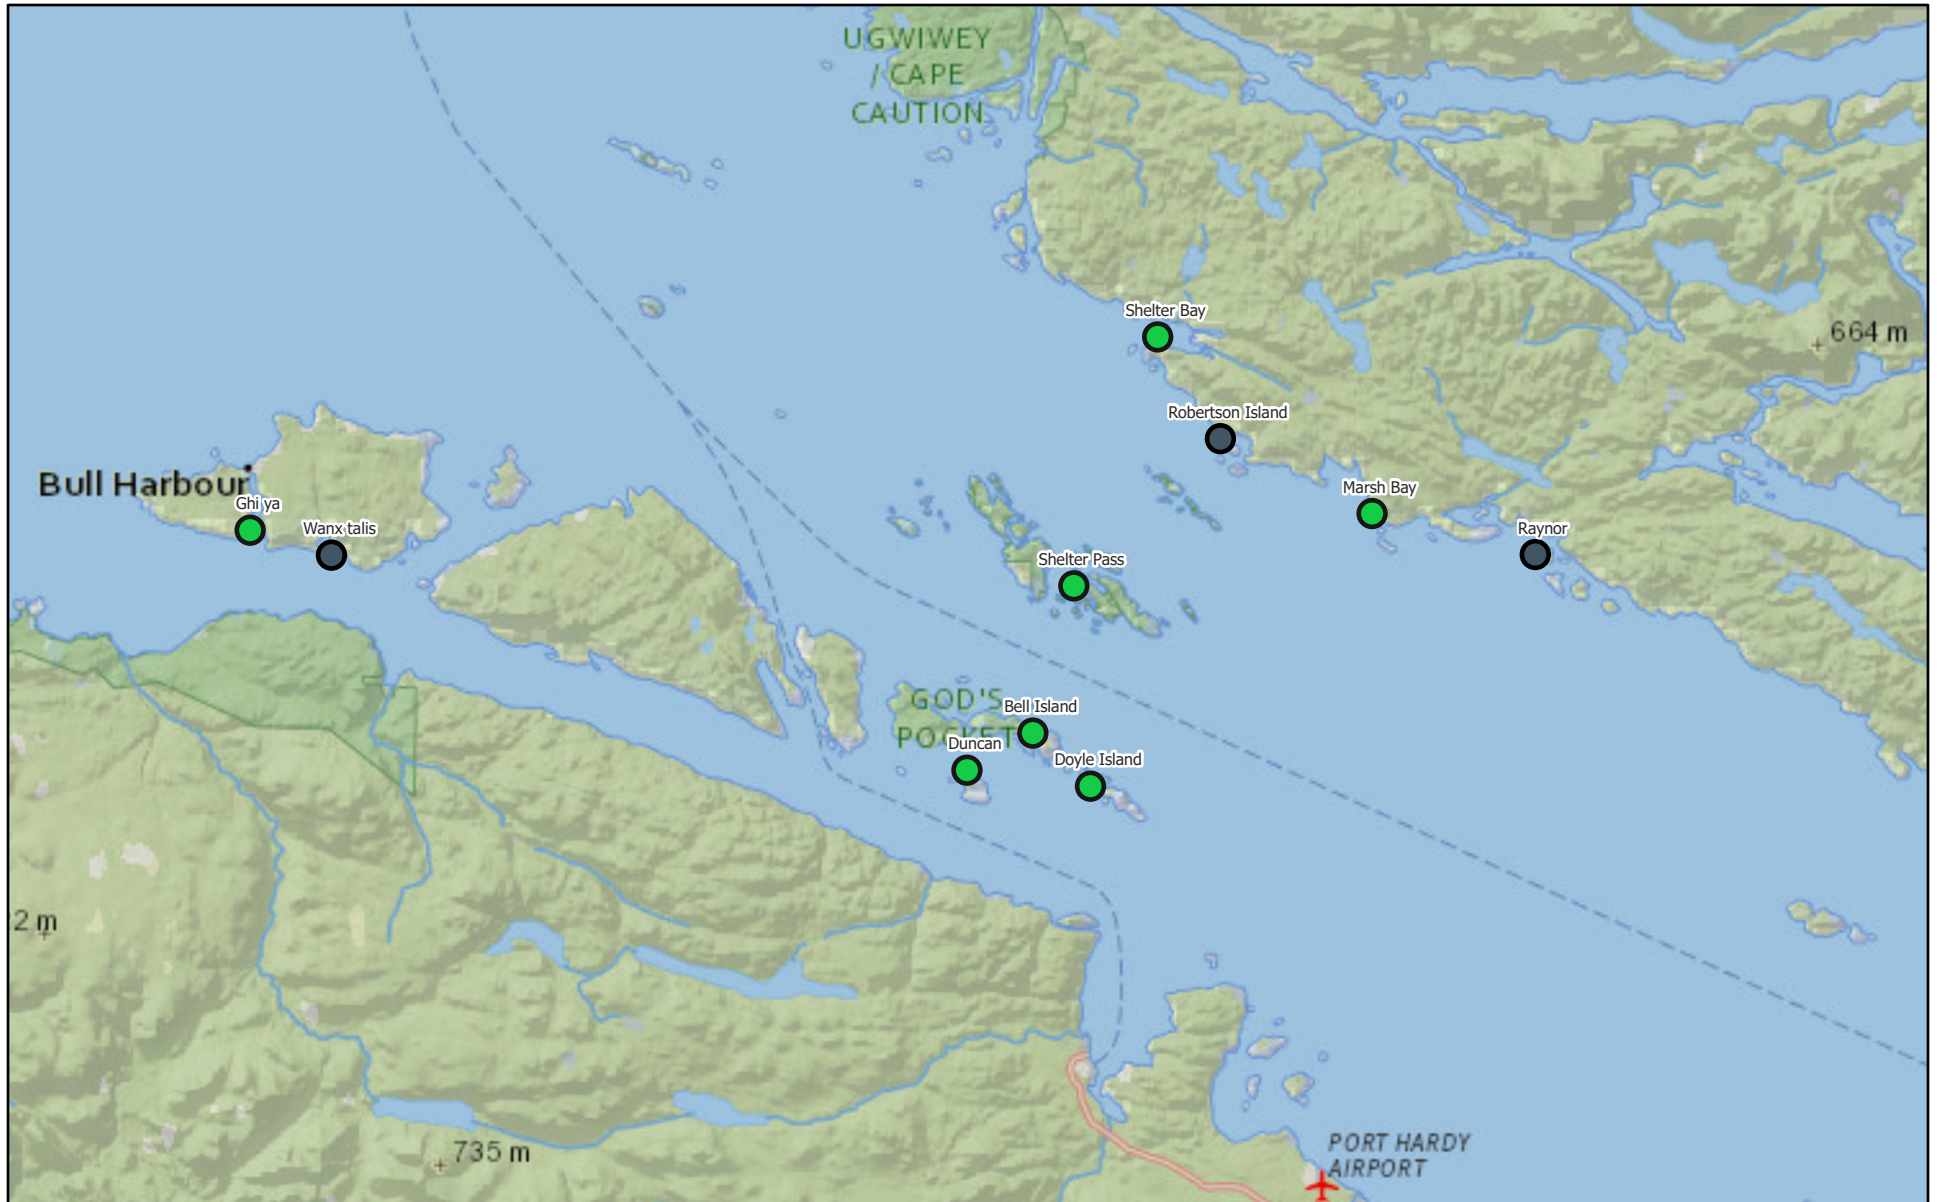 UGWIWEY
/ CAPE
CAUTION
Shelter Bay
664 m
Robertson Island
Bull Harbour
Ghi ya
Wanx talis
Marsh Bay
Raynor
Shelter Pass
GOD'S
POCKET
Bell Island
Duncan
Doyle Island
2 m
735 m
PORT HARDY
AIRPORT